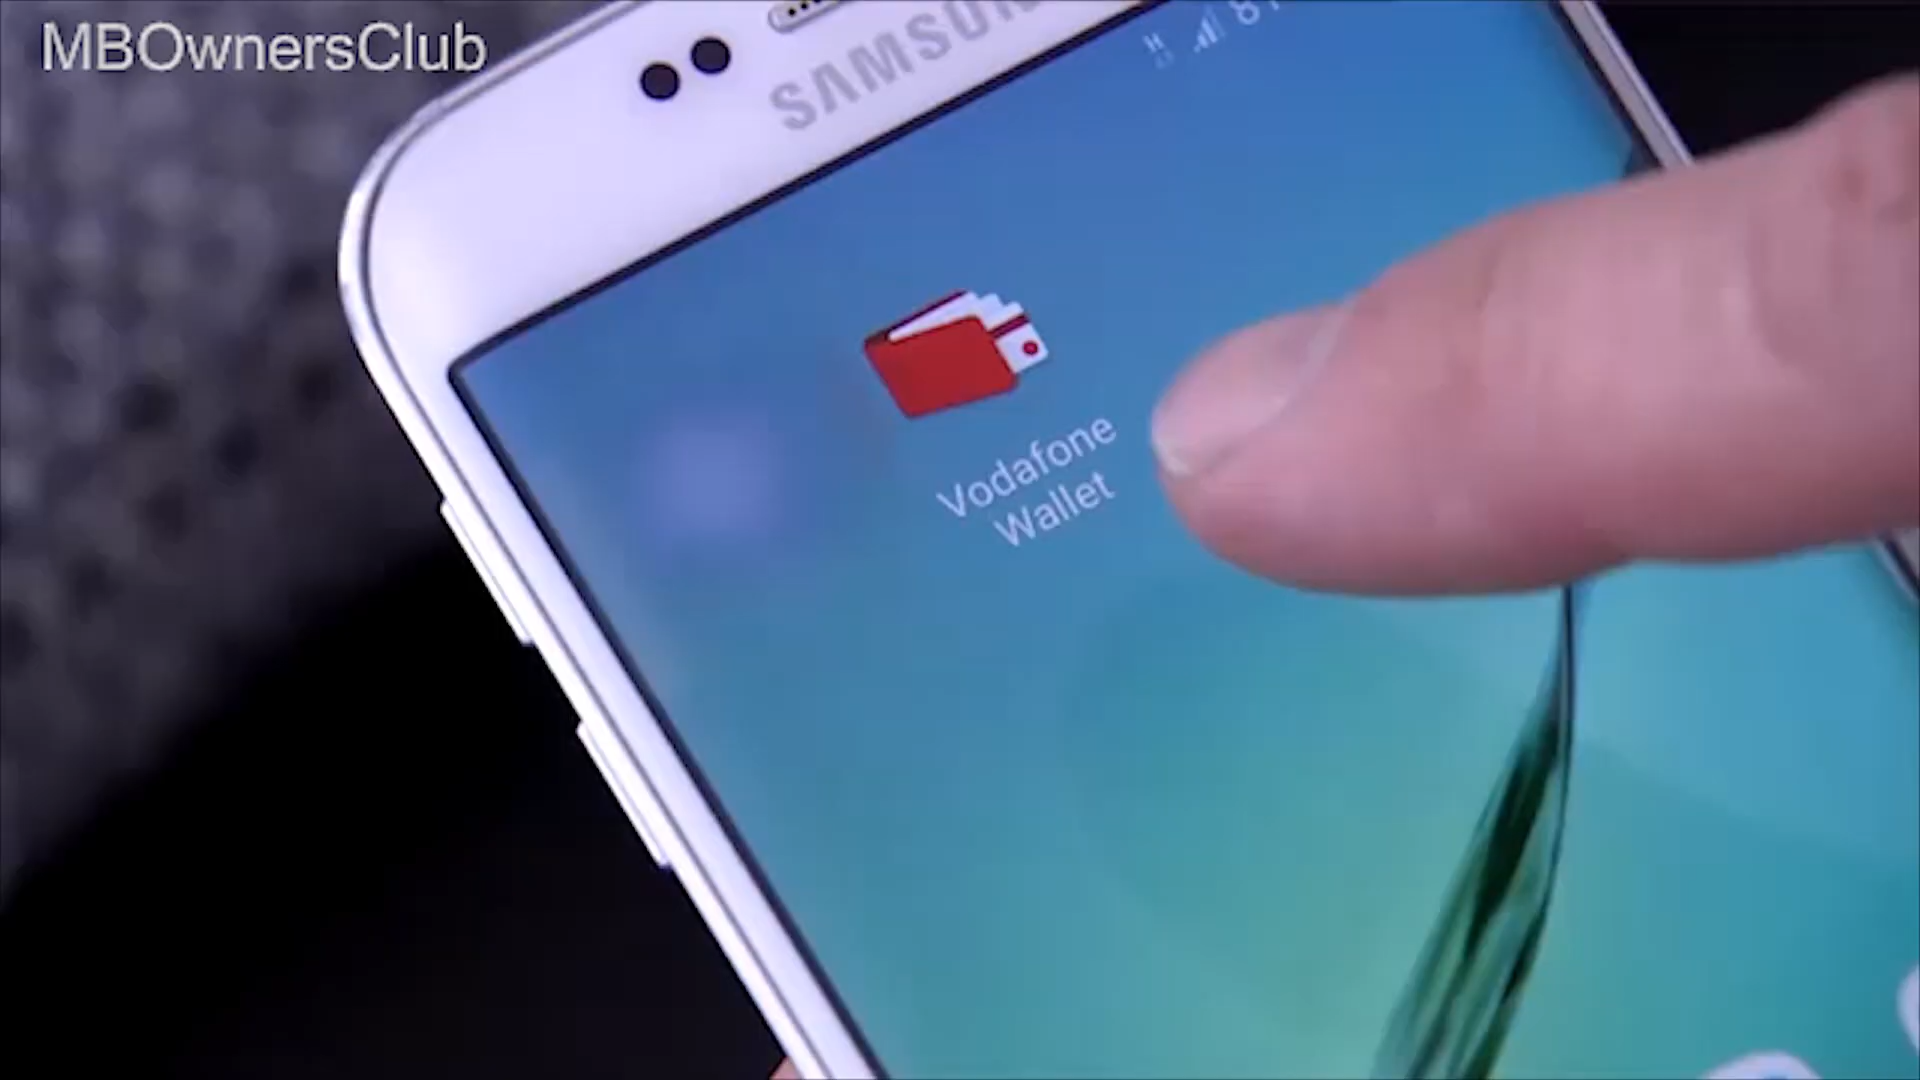 MBOwnersClub
SAMSUNG
H
Vodafone
Wallet